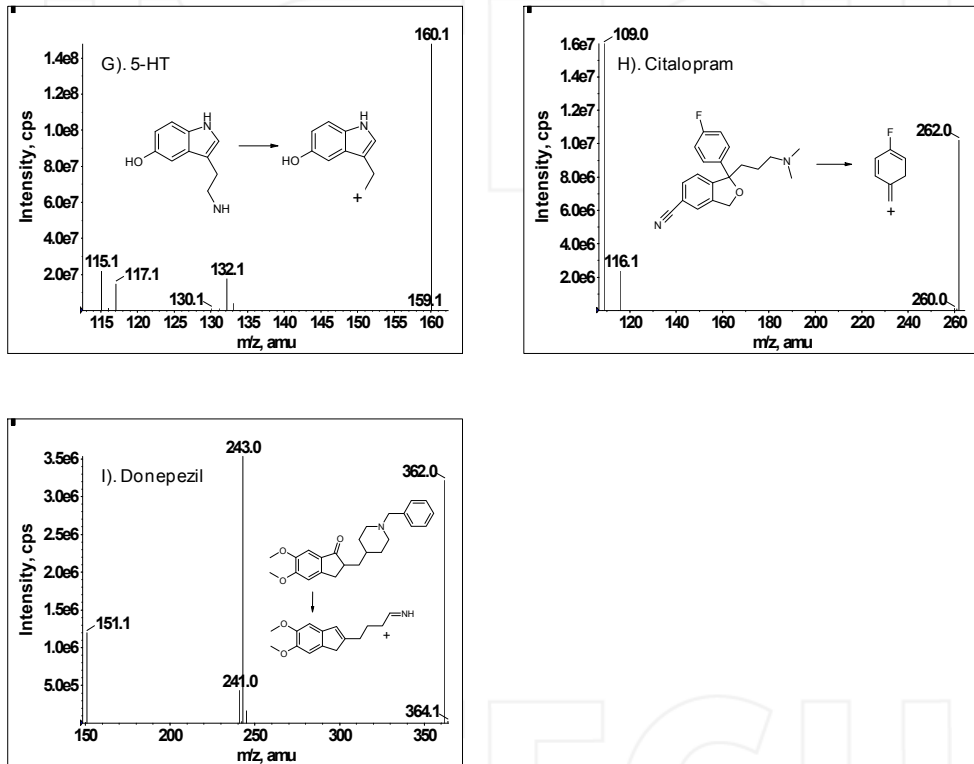 G). 5-HT
Intensity, cps
1.4e8
1.2e8
1.0e8
8.0e7
6.0e7
4.0e7
2.0e7
160.1
115.1
117.1
130.1
132.1
159.1
H
N
HO
NH
H
N
HO
+
115 120 125 130 135 140 145 150 155 160
m/z, amu
H). Citalopram
Intensity, cps
1.6e7
1.4e7
1.2e7
1.0e7
8.0e6
6.0e6
4.0e6
2.0e6
109.0
262.0
116.1
260.0
F
N
O
N
F
+
120 140 160 180 200 220 240 260
m/z, amu
I). Donepezil
Intensity, cps
3.5e6
3.0e6
2.5e6
2.0e6
1.5e6
1.0e6
5.0e5
243.0
362.0
151.1
241.0
364.1
N
O
O
O
NH
O
O
+
150 200 250 300 350
m/z, amu